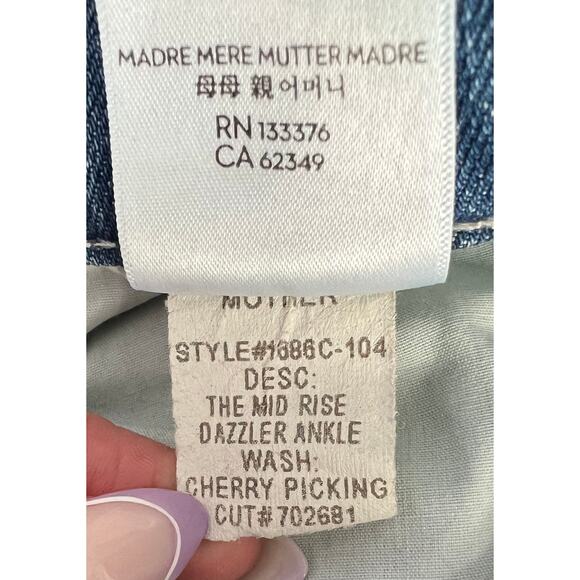 MADRE MERE MUTTER MADRE
母母 親 어머니
RN 133376
CA 62349
MOTHER
STYLE#1686C-104
DESC:
THE MID RISE
DAZZLER ANKLE
WASH:
CHERRY PICKING
CUT# 702681